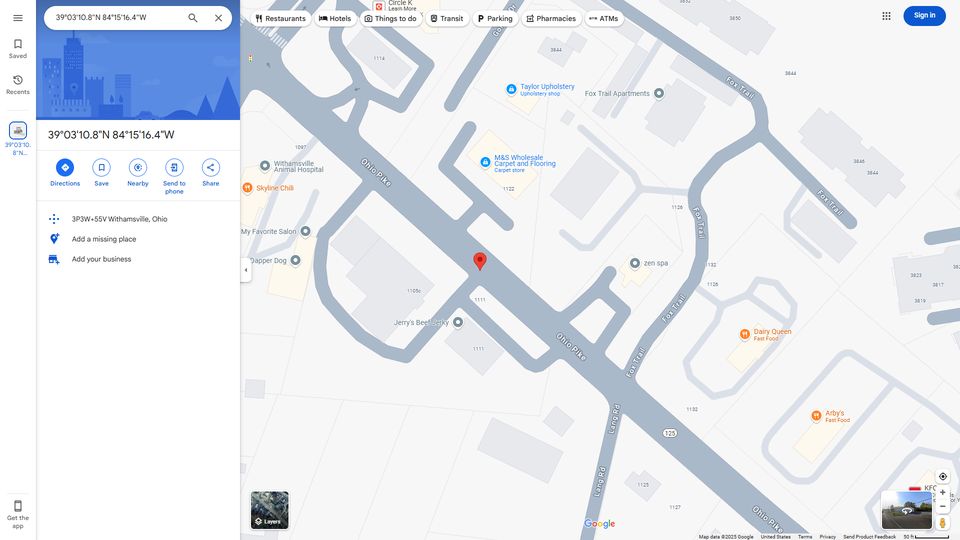 39°03'10.8"N 84°15'16.4"W
Circle K
Learn More
Restaurants
Hotels
Things to do
Transit
Parking
Pharmacies
ATMs
Sign in
Saved
Recents
39°03'10.
8"N...
39°03'10.8"N 84°15'16.4"W
Directions
Save
Nearby
Send to
phone
Share
3P3W+55V Withamsville, Ohio
Add a missing place
Add your business
Get the
app
3850
3844
3844
1114
Fox Trail
Taylor Upholstery
Upholstery shop
Fox Trail Apartments
1097
Withamsville
Animal Hospital
Ohio Pike
M&S Wholesale
Carpet and Flooring
Carpet store
3846
3844
Skyline Chili
1122
1126
Fox Trail
Fox Trail
My Favorite Salon
Dapper Dog
zen spa
1132
3823
3817
3819
1105c
1126
1111
Fox Trail
Jerry's Beef Jerky
Ohio Pike
Dairy Queen
Fast Food
1111
Fox Trail
Lang Rd
1132
Arby's
Fast Food
125
Lang Rd
1125
KFC
Layers
Google
Ohio Pike
Map data ©2025 Google
United States
Terms
Privacy
Send Product Feedback
50 ft